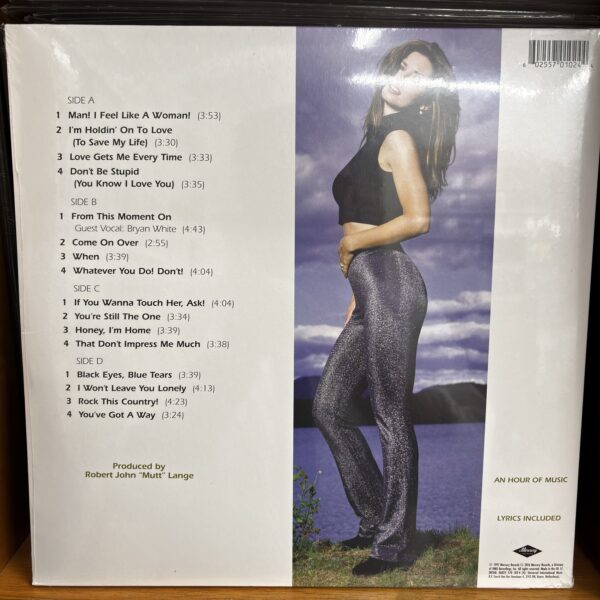 SIDE A
1 Man! I Feel Like A Woman! (3:53)
2 I'm Holdin' On To Love
(To Save My Life) (3:30)
3 Love Gets Me Every Time (3:33)
4 Don't Be Stupid
(You Know I Love You) (3:35)
SIDE B
1 From This Moment On
Guest Vocal: Bryan White (4:43)
2 Come On Over (2:55)
3 When (3:39)
4 Whatever You Do! Don't! (4:04)
SIDE C
1 If You Wanna Touch Her, Ask! (4:04)
2 You're Still The One (3:34)
3 Honey, I'm Home (3:39)
4 That Don't Impress Me Much (3:38)
SIDE D
1 Black Eyes, Blue Tears (3:39)
2 I Won't Leave You Lonely (4:13)
3 Rock This Country! (4:23)
4 You've Got A Way (3:24)
Produced by
Robert John "Mutt" Lange
6 02557 01024
AN HOUR OF MUSIC
LYRICS INCLUDED
Mercury